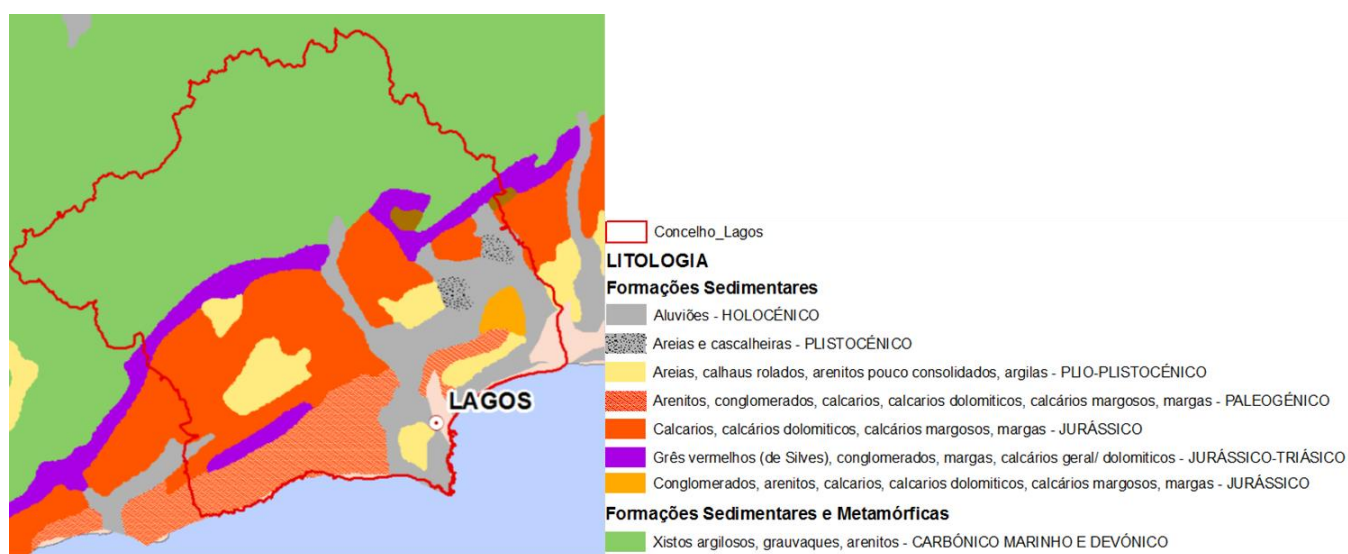 LAGOS
Concelho_Lagos
LITOLOGIA
Formações Sedimentares
Aluviões - HOLOCÉNICO
Areias e cascalheiras - PLISTOCÉNICO
Areias, calhaus rolados, arenitos pouco consolidados, argilas - PLIO-PLISTOCÉNICO
Arenitos, conglomerados, calcarios, calcarios dolomiticos, calcários margosos, margas - PALEOGÉNICO
Calcarios, calcários dolomiticos, calcários margosos, margas - JURÁSSICO
Grês vermelhos (de Silves), conglomerados, margas, calcários geral/ dolomiticos - JURÁSSICO-TRIÁSICO
Conglomerados, arenitos, calcarios, calcarios dolomiticos, calcários margosos, margas - JURÁSSICO
Formações Sedimentares e Metamórficas
Xistos argilosos, grauvaques, arenitos - CARBÓNICO MARINHO E DEVÓNICO